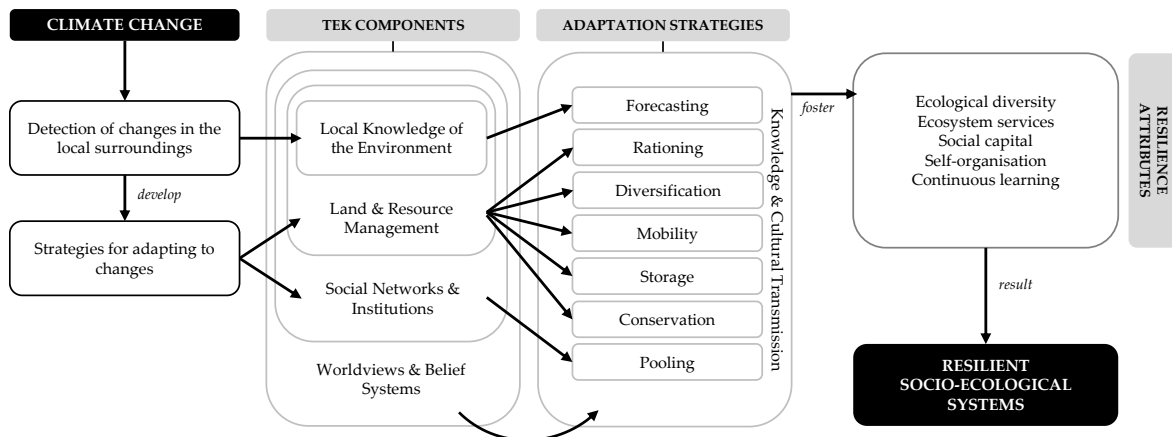 CLIMATE CHANGE
Detection of changes in the
local surroundings
develop
Strategies for adapting to
changes
TEK COMPONENTS
Local Knowledge of
the Environment
Land & Resource
Management
Social Networks &
Institutions
Worldviews & Belief
Systems
ADAPTATION STRATEGIES
Forecasting
Rationing
Diversification
Mobility
Storage
Conservation
Pooling
Knowledge & Cultural Transmission
foster
Ecological diversity
Ecosystem services
Social capital
Self-organisation
Continuous learning
RESILIENCE
ATTRIBUTES
result
RESILIENT
SOCIO-ECOLOGICAL
SYSTEMS